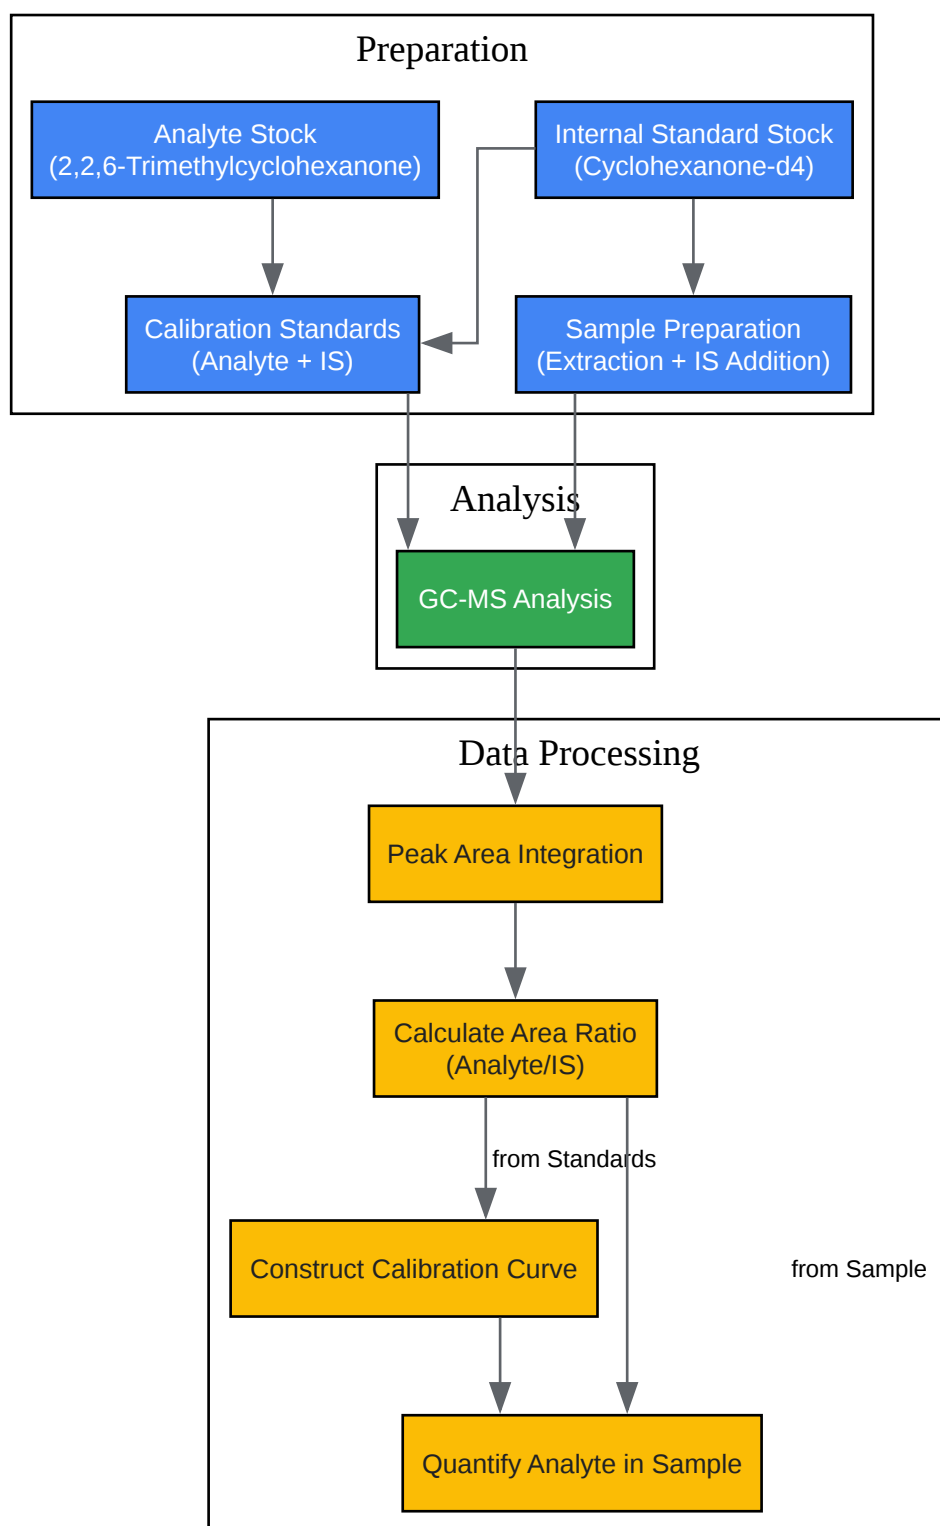 Preparation
Analyte Stock
(2,2,6-Trimethylcyclohexanone)
Internal Standard Stock
(Cyclohexanone-d4)
Calibration Standards
(Analyte + IS)
Sample Preparation
(Extraction + IS Addition)
Analysis
GC-MS Analysis
Data Processing
Peak Area Integration
Calculate Area Ratio
(Analyte/IS)
from Standards
Construct Calibration Curve
from Sample
Quantify Analyte in Sample